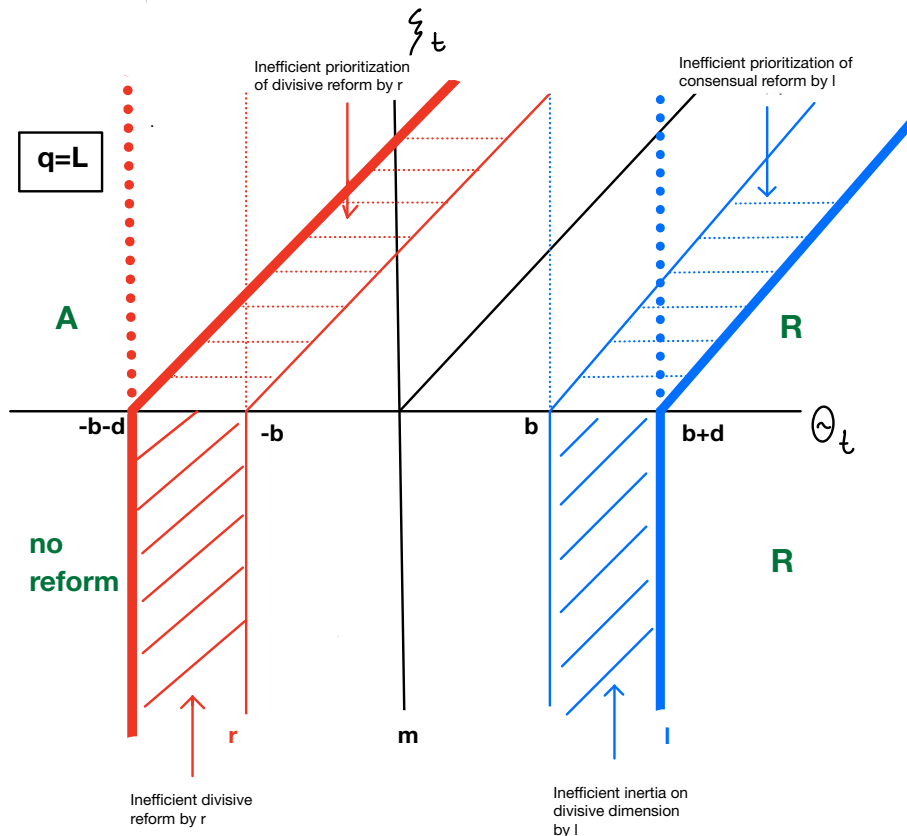 ξt
Inefficient prioritization
of divisive reform by r
Inefficient prioritization of
consensual reform by l
q=L
A
R
-b-d
-b
b
b+d
Θt
no
reform
R
r
m
l
Inefficient divisive
reform by r
Inefficient inertia on
divisive dimension
by l